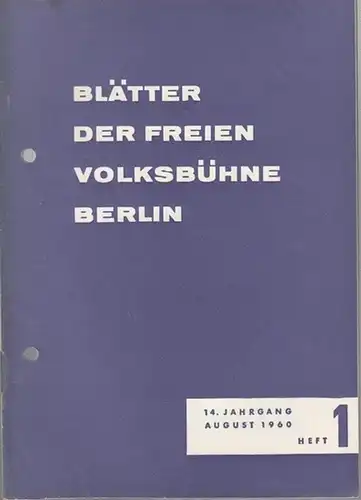 BLÄTTER
DER FREIEN
VOLKSBÜHNE
BERLIN
14. JAHRGANG
AUGUST 1960
HEFT 1